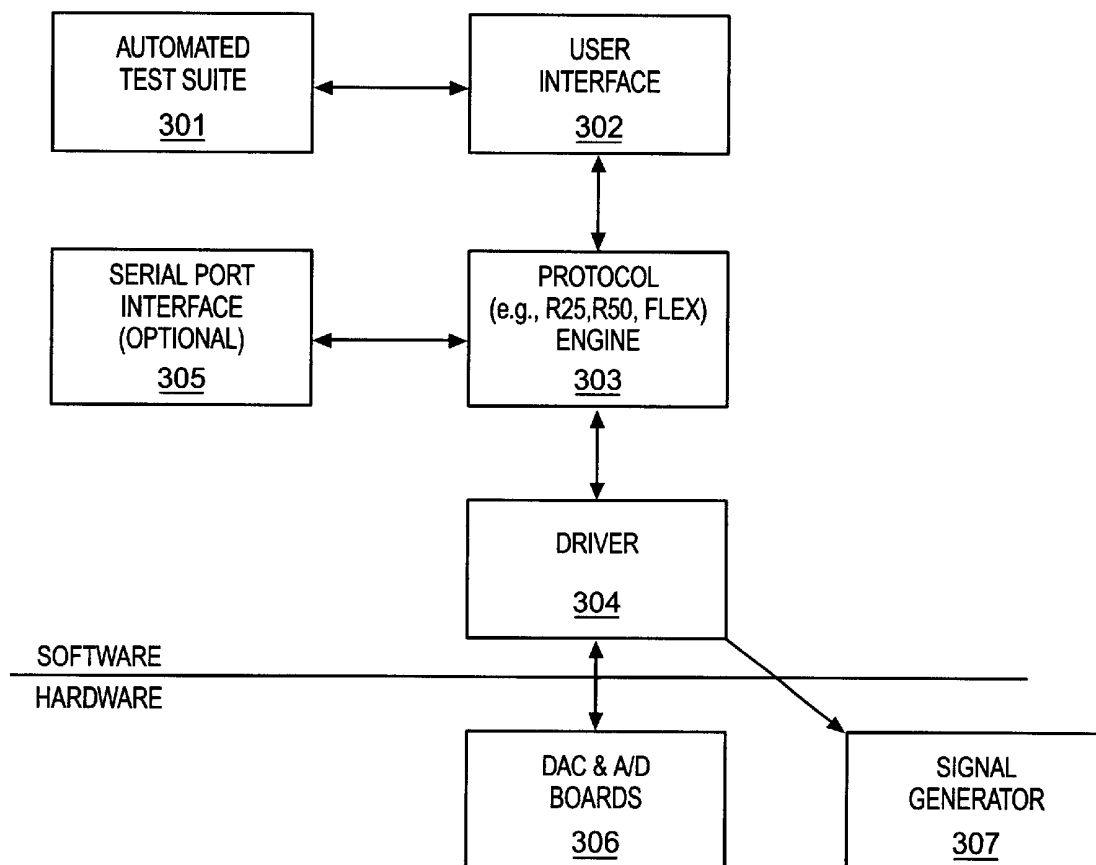 AUTOMATED
TEST SUITE
301
USER
INTERFACE
302
SERIAL PORT
INTERFACE
(OPTIONAL)
305
PROTOCOL
(e.g., R25,R50, FLEX)
ENGINE
303
DRIVER
304
SOFTWARE
HARDWARE
DAC & A/D
BOARDS
306
SIGNAL
GENERATOR
307